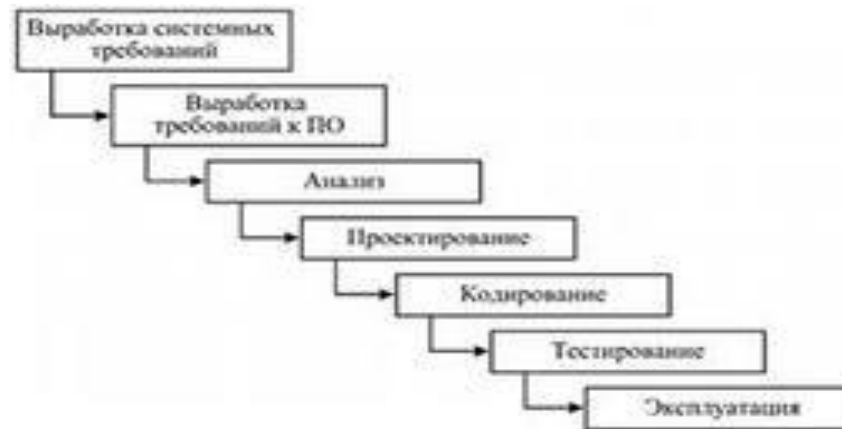 Выработка системных
требований
Выработка
требований к ПО
Анализ
Проектирование
Кодирование
Тестирование
Эксплуатация